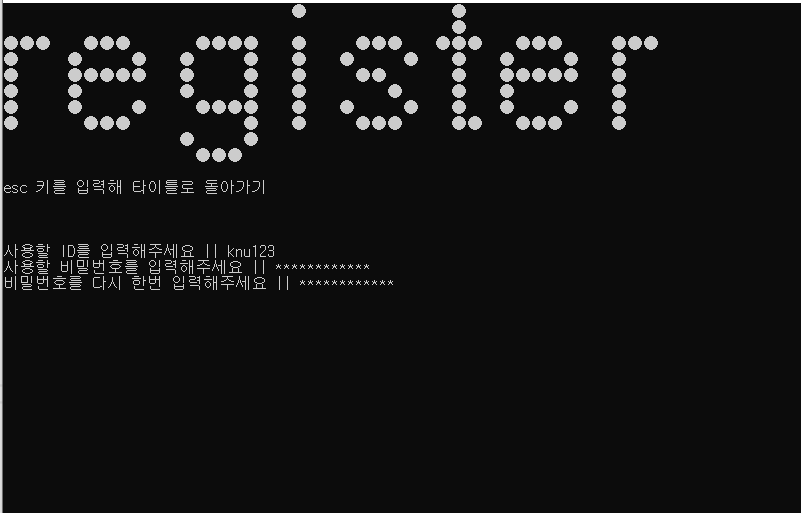 register
esc 키를 입력해 타이틀로 돌아가기
사용할 ID를 입력해주세요 || knu123
사용할 비밀번호를 입력해주세요 || ************
비밀번호를 다시 한번 입력해주세요 || ************